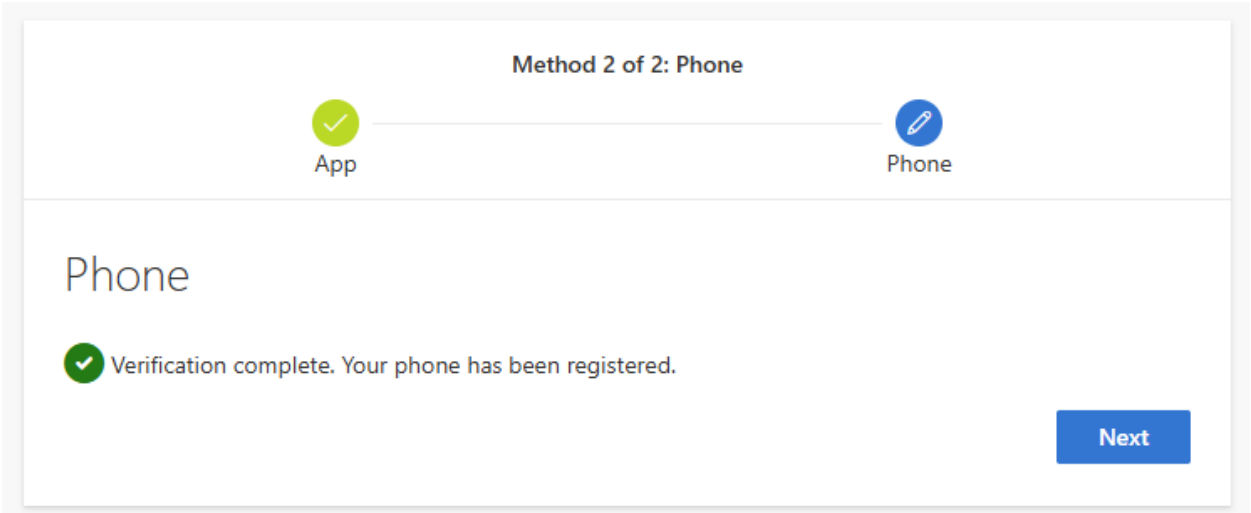 Method 2 of 2: Phone
App
Phone
Phone
Verification complete. Your phone has been registered.
Next